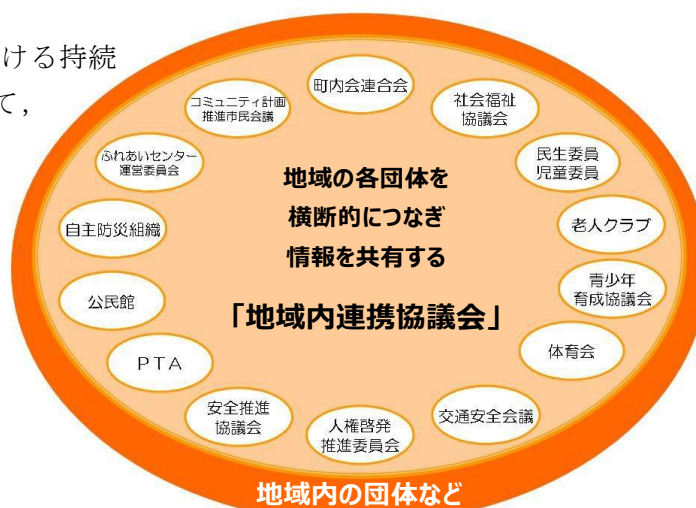 ける持続
て，
町内会連合会
社会福祉
協議会
民生委員
児童委員
老人クラブ
青少年
育成協議会
体育会
交通安全会議
人権啓発
推進委員会
安全推進
協議会
PTA
公民館
自主防災組織
ふれあいセンター
運営委員会
コミュニティ計画
推進市民会議
地域の各団体を
横断的につなぎ
情報を共有する
「地域内連携協議会」
地域内の団体など